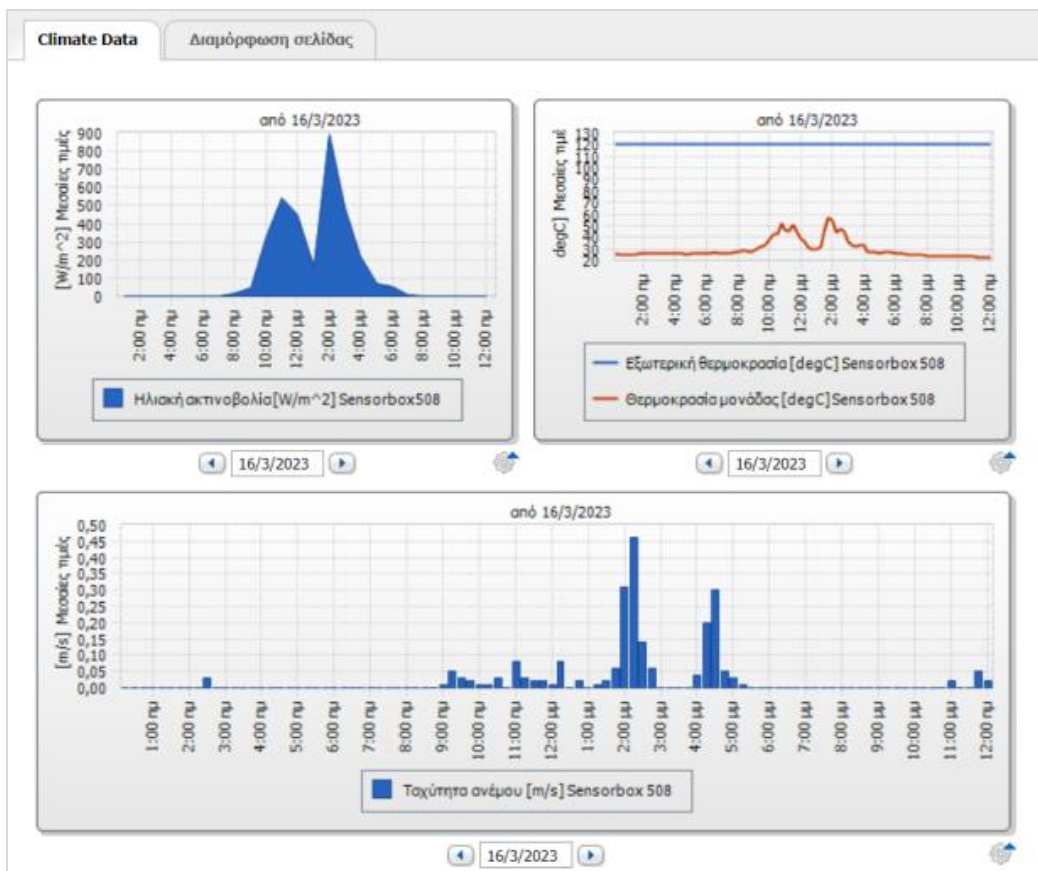 Climate Data
Διαμόρφωση σελίδας
από 16/3/2023
[W/m^2] Μεσαίες τιμές
900
800
700
600
500
400
300
200
100
0
2:00 πμ
4:00 πμ
6:00 πμ
8:00 πμ
10:00 πμ
12:00 μμ
2:00 μμ
4:00 μμ
6:00 μμ
8:00 μμ
10:00 μμ
12:00 πμ
Ηλιακή ακτινοβολία[W/m^2] Sensorbox508
16/3/2023
από 16/3/2023
degC] Μεσαίες τιμέ
130
120
110
100
90
80
70
60
50
40
30
20
2:00 πμ
4:00 πμ
6:00 πμ
8:00 πμ
10:00 πμ
12:00 μμ
2:00 μμ
4:00 μμ
6:00 μμ
8:00 μμ
10:00 μμ
12:00 πμ
Εξωτερική θερμοκρασία [degC] Sensorbox 508
Θερμοκρασία μονάδας [degC] Sensorbox 508
16/3/2023
από 16/3/2023
[m/s] Μεσαίες τιμές
0,50
0,45
0,40
0,35
0,30
0,25
0,20
0,15
0,10
0,05
0,00
1:00 πμ
2:00 πμ
3:00 πμ
4:00 πμ
5:00 πμ
6:00 πμ
7:00 πμ
8:00 πμ
9:00 πμ
10:00 πμ
11:00 πμ
12:00 μμ
1:00 μμ
2:00 μμ
3:00 μμ
4:00 μμ
5:00 μμ
6:00 μμ
7:00 μμ
8:00 μμ
9:00 μμ
10:00 μμ
11:00 μμ
12:00 πμ
Ταχύτητα ανέμου [m/s] Sensorbox 508
16/3/2023